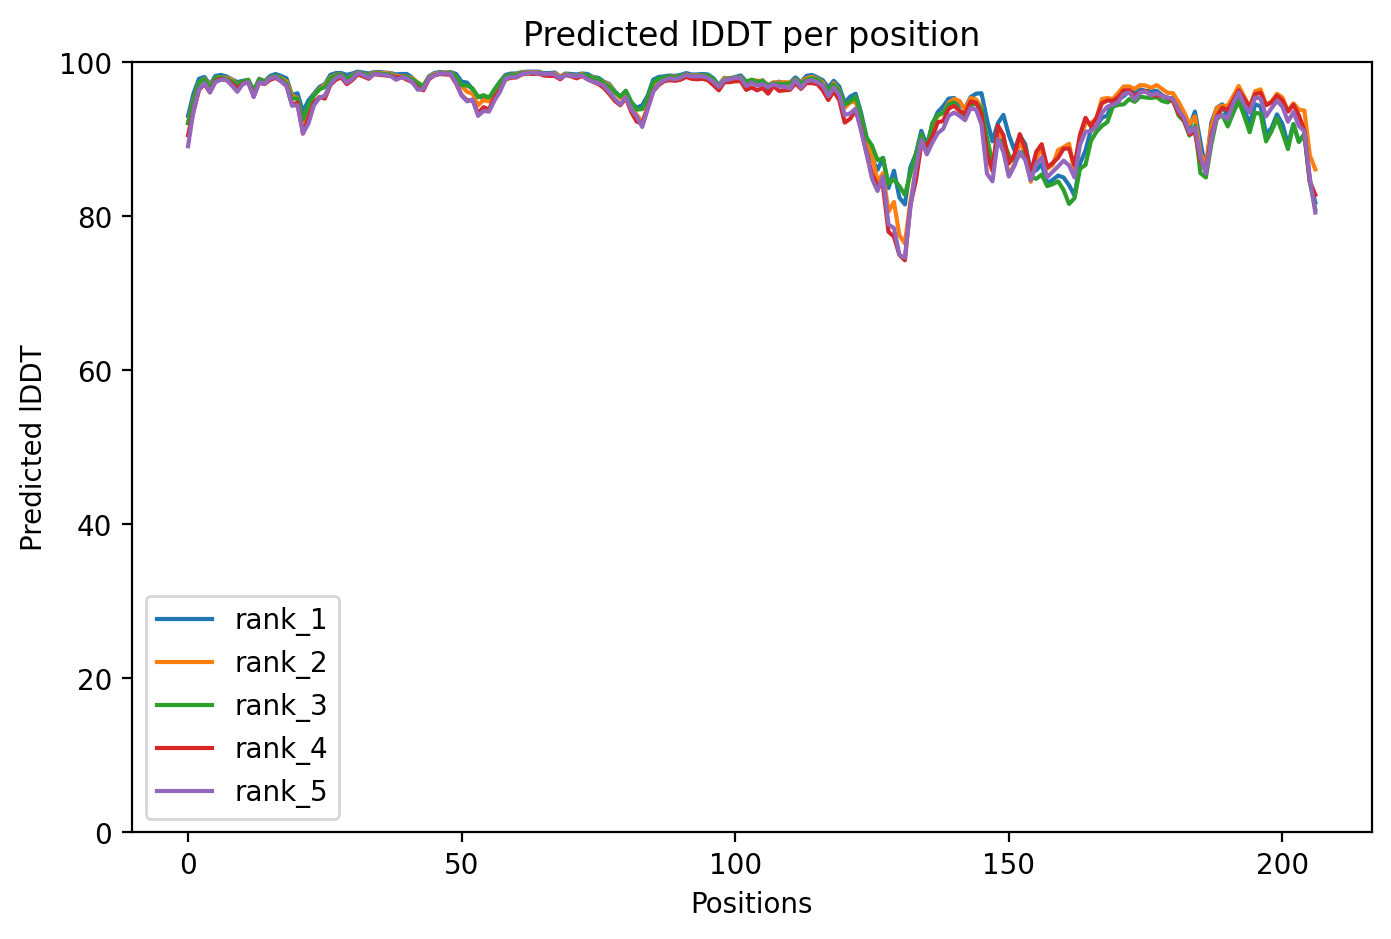 Predicted lDDT per position
100
80
60
40
20
0
Predicted lDDT
rank_1
rank_2
rank_3
rank_4
rank_5
0 50 100 150 200
Positions